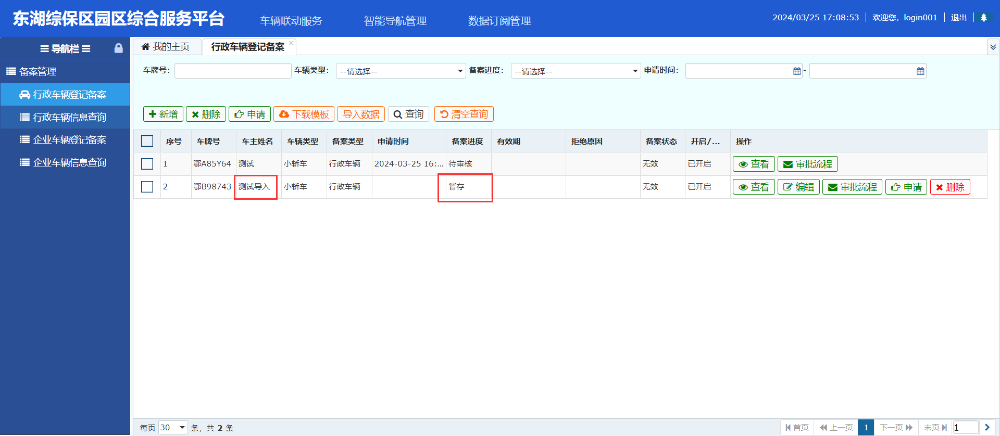 东湖综保区园区综合服务平台 车辆联动服务 智能导航管理 数据订阅管理 2024/03/25 17:08:53 欢迎您，login001 退出
导航栏
备案管理
行政车辆登记备案
行政车辆信息查询
企业车辆登记备案
企业车辆信息查询
我的主页 行政车辆登记备案
车牌号： 车辆类型： --请选择-- 备案进度： --请选择-- 申请时间： -
新增 删除 申请 下载模板 导入数据 查询 清空查询
序号 车牌号 车主姓名 车辆类型 备案类型 申请时间 备案进度 有效期 拒绝原因 备案状态 开启/... 操作
1 鄂A85Y64 测试 小轿车 行政车辆 2024-03-25 16:... 待审核 无效 已开启 查看 审批流程
2 鄂B98743 测试导入 小轿车 行政车辆 暂存 无效 已开启 查看 编辑 审批流程 申请 删除
每页 30 条，共 2 条 首页 上一页 1 下一页 末页 1